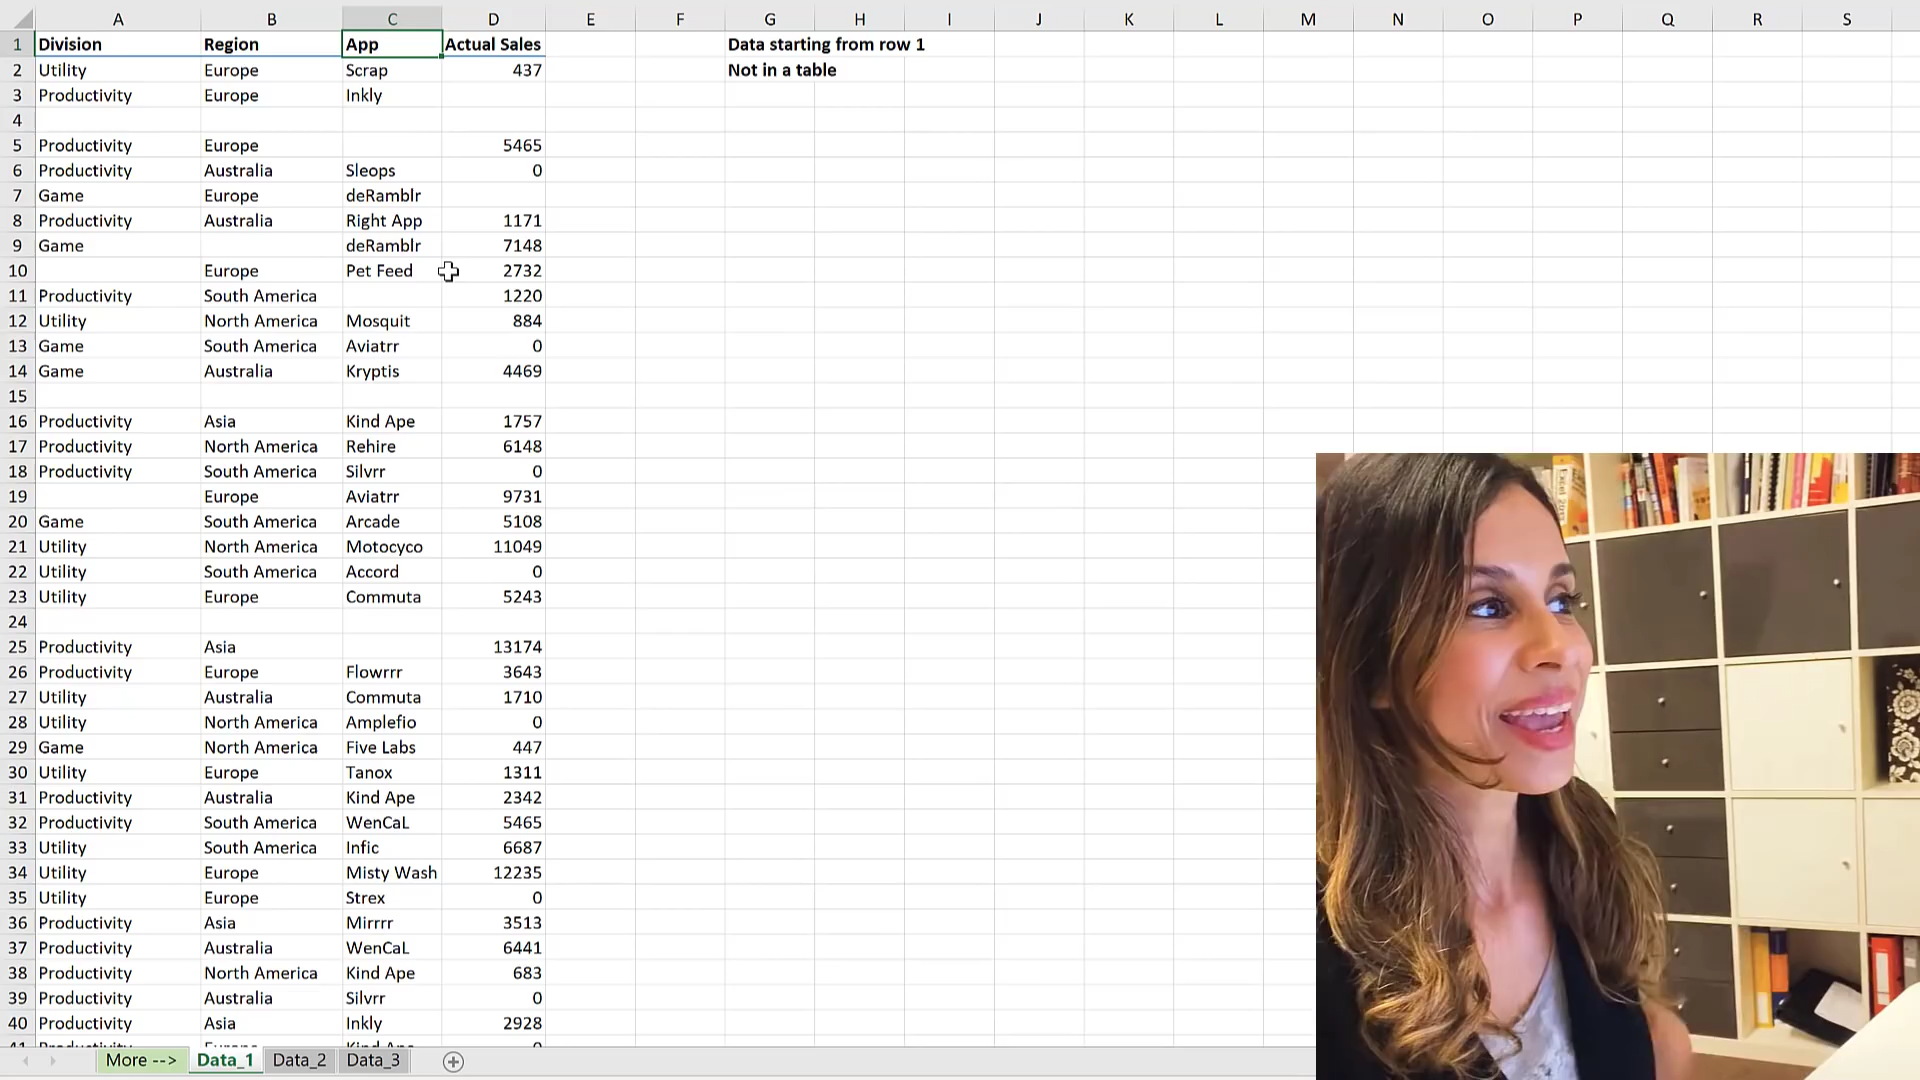 A B C D E F G H I J K L M N O P Q R S
1 Division Region App Actual Sales Data starting from row 1
2 Utility Europe Scrap 437 Not in a table
3 Productivity Europe Inkly
4
5 Productivity Europe 5465
6 Productivity Australia Sleops 0
7 Game Europe deRamblr
8 Productivity Australia Right App 1171
9 Game deRamblr 7148
10 Europe Pet Feed 2732
11 Productivity South America 1220
12 Utility North America Mosquit 884
13 Game South America Aviatrr 0
14 Game Australia Kryptis 4469
15
16 Productivity Asia Kind Ape 1757
17 Productivity North America Rehire 6148
18 Productivity South America Silvrr 0
19 Europe Aviatrr 9731
20 Game South America Arcade 5108
21 Utility North America Motocyco 11049
22 Utility South America Accord 0
23 Utility Europe Commuta 5243
24
25 Productivity Asia 13174
26 Productivity Europe Flowrrr 3643
27 Utility Australia Commuta 1710
28 Utility North America Amplefio 0
29 Game North America Five Labs 447
30 Utility Europe Tanox 1311
31 Productivity Australia Kind Ape 2342
32 Productivity South America WenCaL 5465
33 Utility South America Infic 6687
34 Utility Europe Misty Wash 12235
35 Utility Europe Strex 0
36 Productivity Asia Mirrrr 3513
37 Productivity Australia WenCaL 6441
38 Productivity North America Kind Ape 683
39 Productivity Australia Silvrr 0
40 Productivity Asia Inkly 2928
More --> Data_1 Data_2 Data_3